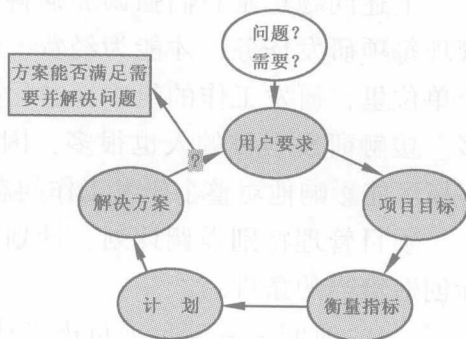 问题？
需要？
方案能否满足需
要并解决问题
?
用户要求
解决方案
项目目标
计 划
衡量指标